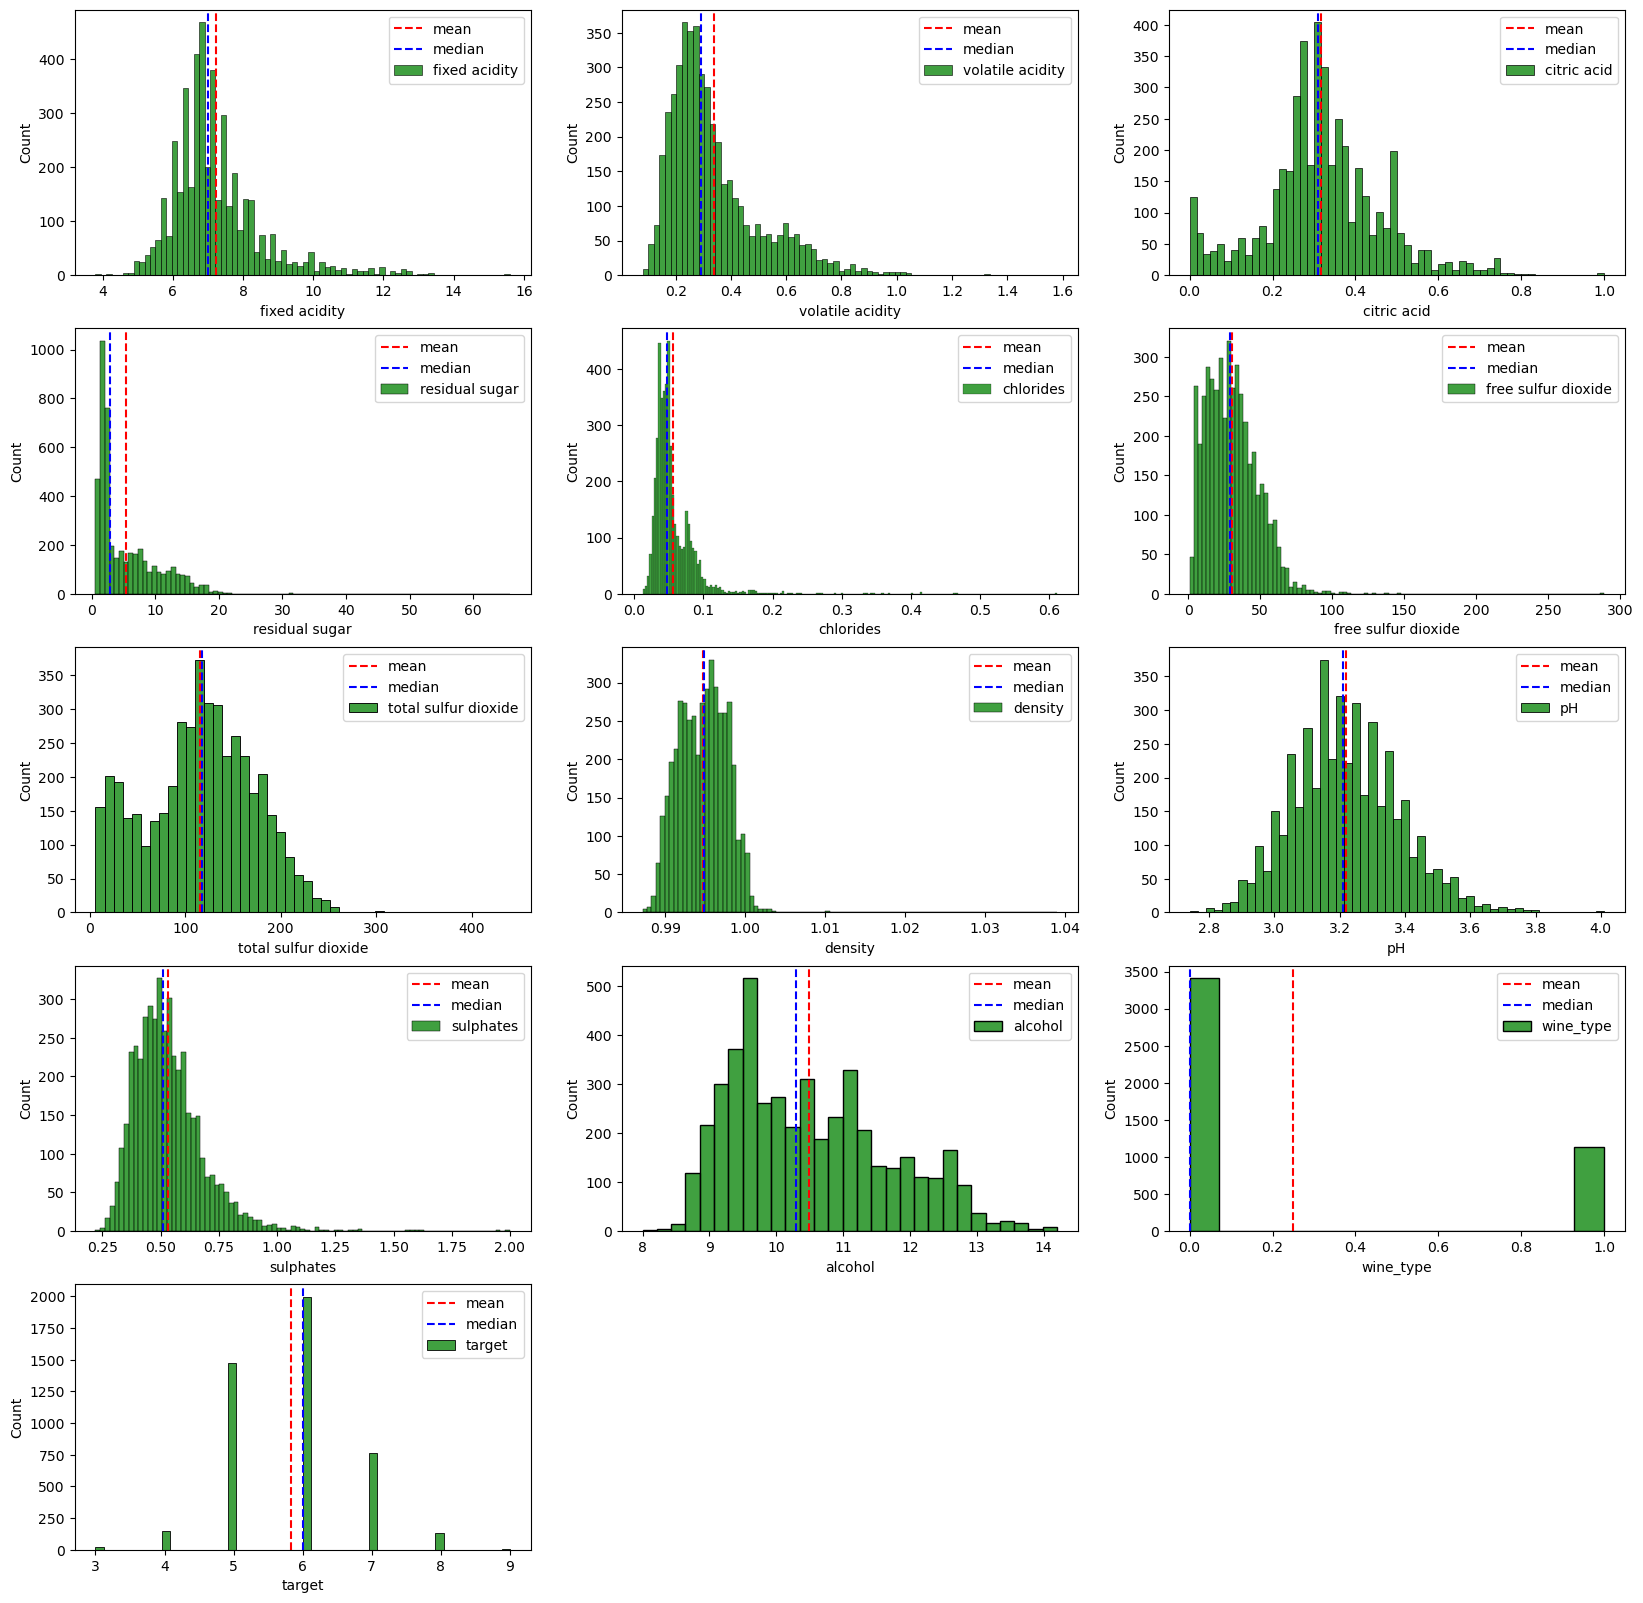 mean
median
fixed acidity
Count
400
300
200
100
0
4 6 8 10 12 14 16
fixed acidity
mean
median
volatile acidity
Count
350
300
250
200
150
100
50
0
0.2 0.4 0.6 0.8 1.0 1.2 1.4 1.6
volatile acidity
mean
median
citric acid
Count
400
350
300
250
200
150
100
50
0
0.0 0.2 0.4 0.6 0.8 1.0
citric acid
mean
median
residual sugar
Count
1000
800
600
400
200
0
0 10 20 30 40 50 60
residual sugar
mean
median
chlorides
Count
400
300
200
100
0
0.0 0.1 0.2 0.3 0.4 0.5 0.6
chlorides
mean
median
free sulfur dioxide
Count
300
250
200
150
100
50
0
0 50 100 150 200 250 300
free sulfur dioxide
mean
median
total sulfur dioxide
Count
350
300
250
200
150
100
50
0
0 100 200 300 400
total sulfur dioxide
mean
median
density
Count
300
250
200
150
100
50
0
0.99 1.00 1.01 1.02 1.03 1.04
density
mean
median
pH
Count
350
300
250
200
150
100
50
0
2.8 3.0 3.2 3.4 3.6 3.8 4.0
pH
mean
median
sulphates
Count
300
250
200
150
100
50
0
0.25 0.50 0.75 1.00 1.25 1.50 1.75 2.00
sulphates
mean
median
alcohol
Count
500
400
300
200
100
0
8 9 10 11 12 13 14
alcohol
mean
median
wine_type
Count
3500
3000
2500
2000
1500
1000
500
0
0.0 0.2 0.4 0.6 0.8 1.0
wine_type
mean
median
target
Count
2000
1750
1500
1250
1000
750
500
250
0
3 4 5 6 7 8 9
target